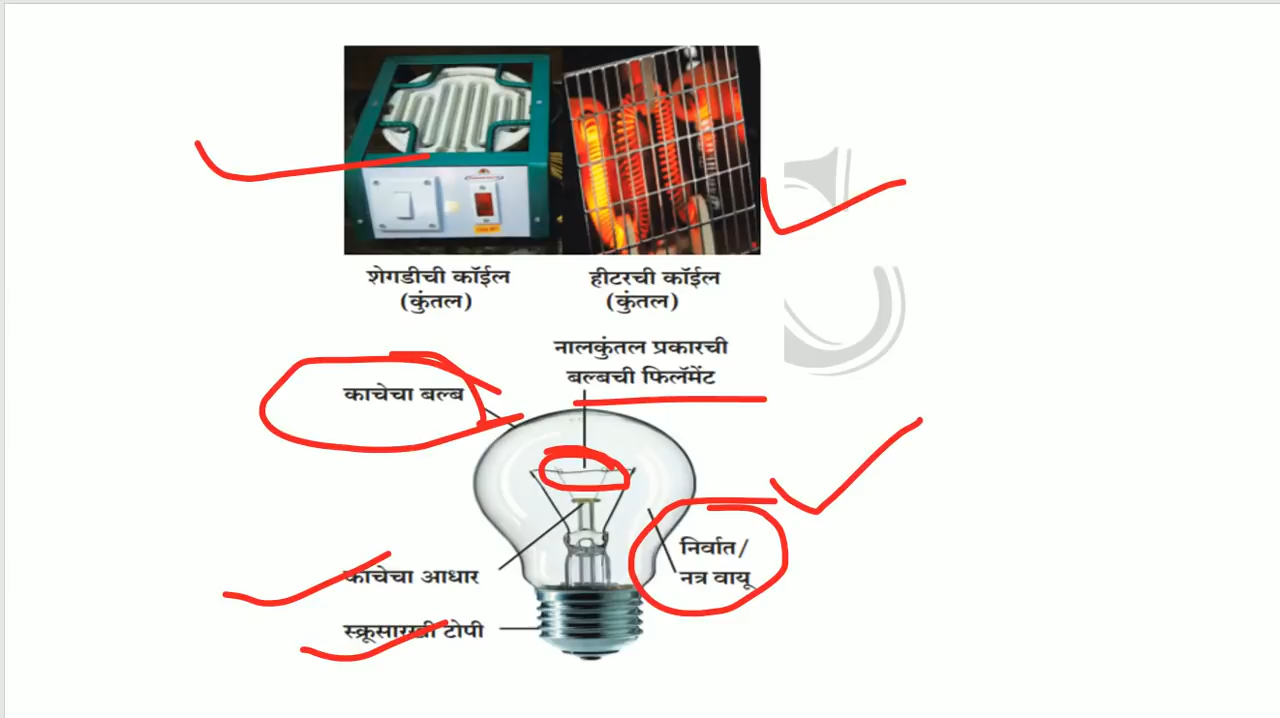 शेगडीची कॉईल
(कुंतल)
हीटरची कॉईल
(कुंतल)
नालकुंतल प्रकारची
बल्बची फिलॅमेंट
काचेचा बल्ब
निर्वात/
नत्र वायू
काचेचा आधार
स्क्रूसारखी टोपी